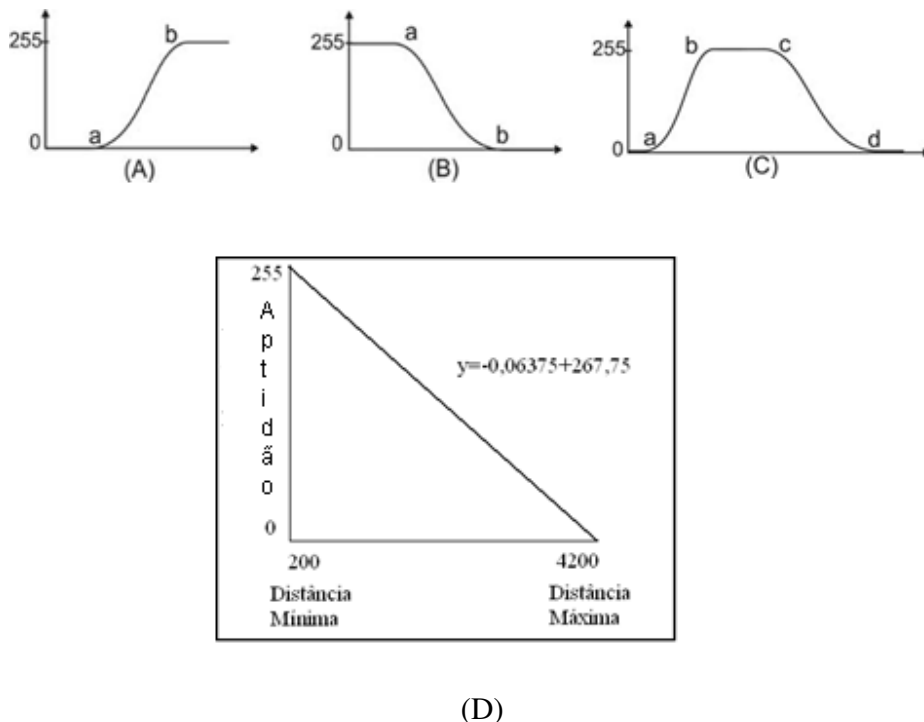 255
b
0
a
(A)
255
a
0
b
(B)
255
b
c
0
a
d
(C)
255
A
p
t
i
d
ã
o
y=-0,06375+267,75
0
200
4200
Distância
Mínima
Distância
Máxima
(D)